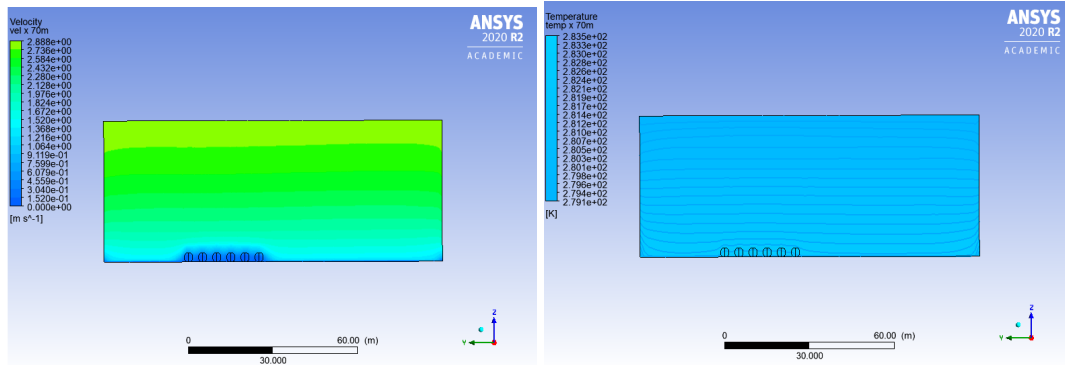 Velocity
vel x 70m
2.888e+00
2.736e+00
2.584e+00
2.432e+00
2.280e+00
2.128e+00
1.976e+00
1.824e+00
1.672e+00
1.520e+00
1.368e+00
1.216e+00
1.064e+00
9.119e-01
7.599e-01
6.079e-01
4.559e-01
3.040e-01
1.520e-01
0.000e+00
[m s^-1]
ANSYS
2020 R2
ACADEMIC
0
60.00 (m)
30.000
Z
Y
Temperature
temp x 70m
2.835e+02
2.833e+02
2.830e+02
2.828e+02
2.826e+02
2.824e+02
2.821e+02
2.819e+02
2.817e+02
2.814e+02
2.812e+02
2.810e+02
2.807e+02
2.805e+02
2.803e+02
2.801e+02
2.798e+02
2.796e+02
2.794e+02
2.791e+02
[K]
ANSYS
2020 R2
ACADEMIC
0
60.00 (m)
30.000
Z
Y